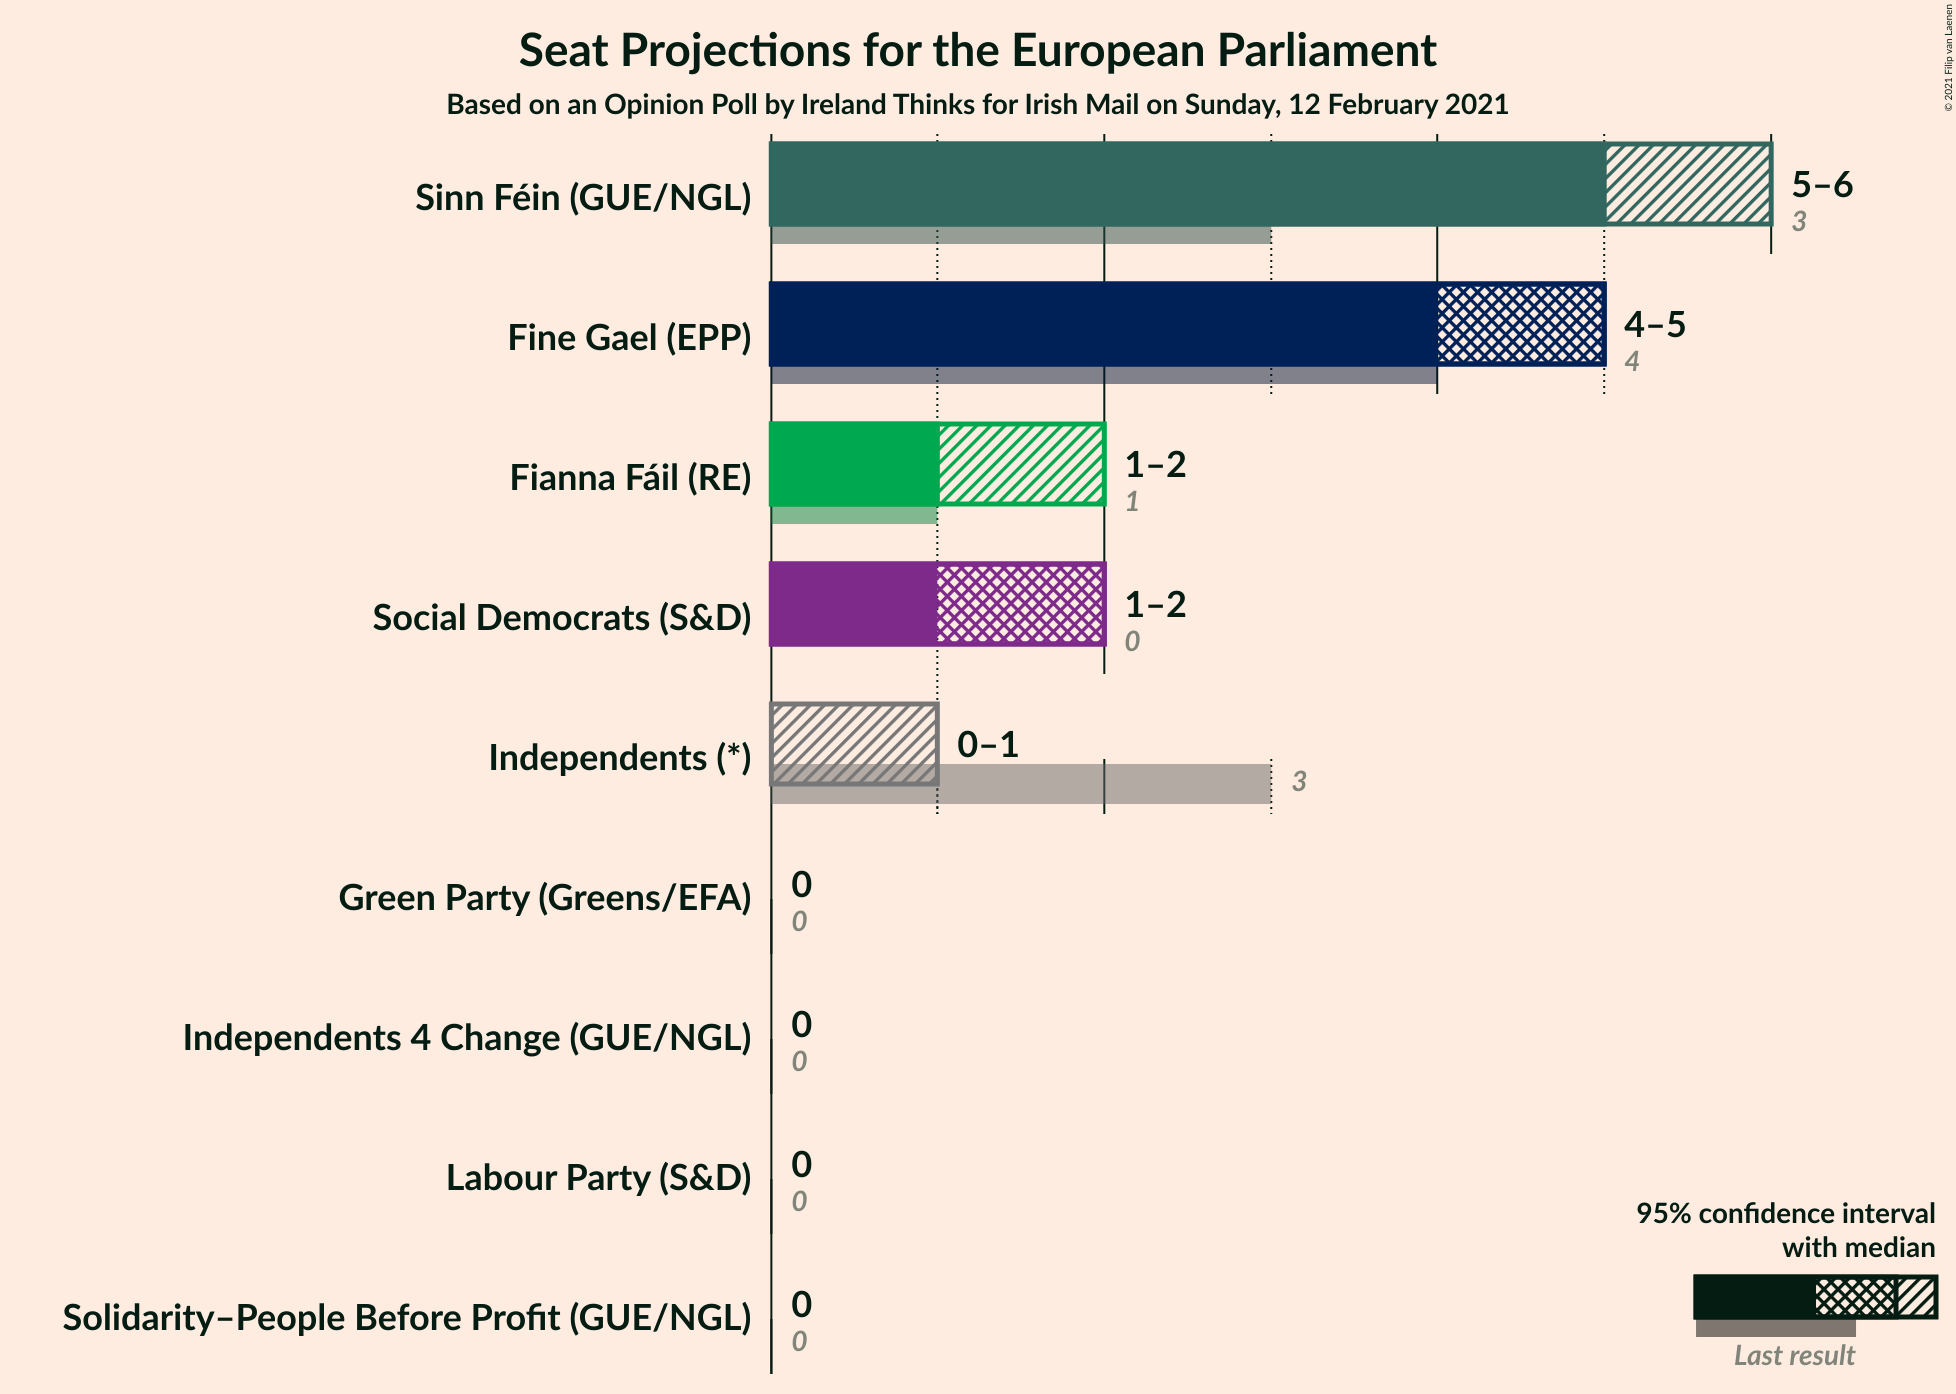 Seat Projections for the European Parliament
Based on an Opinion Poll by Ireland Thinks for Irish Mail on Sunday, 12 February 2021
© 2021 Filip van Laenen
Sinn Féin (GUE/NGL)
5–6
3
Fine Gael (EPP)
4–5
4
Fianna Fáil (RE)
1–2
1
Social Democrats (S&D)
1–2
0
Independents (*)
0–1
3
Green Party (Greens/EFA)
0
0
Independents 4 Change (GUE/NGL)
0
0
Labour Party (S&D)
0
0
Solidarity–People Before Profit (GUE/NGL)
0
0
95% confidence interval
with median
Last result